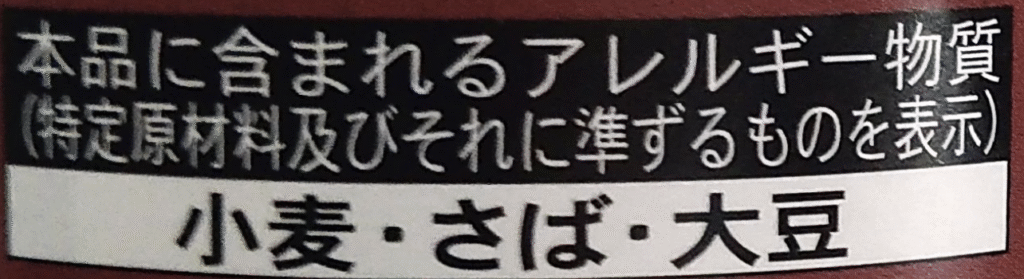 本品に含まれるアレルギー物質
(特定原材料及びそれに準ずるものを表示)
小麦・さば・大豆